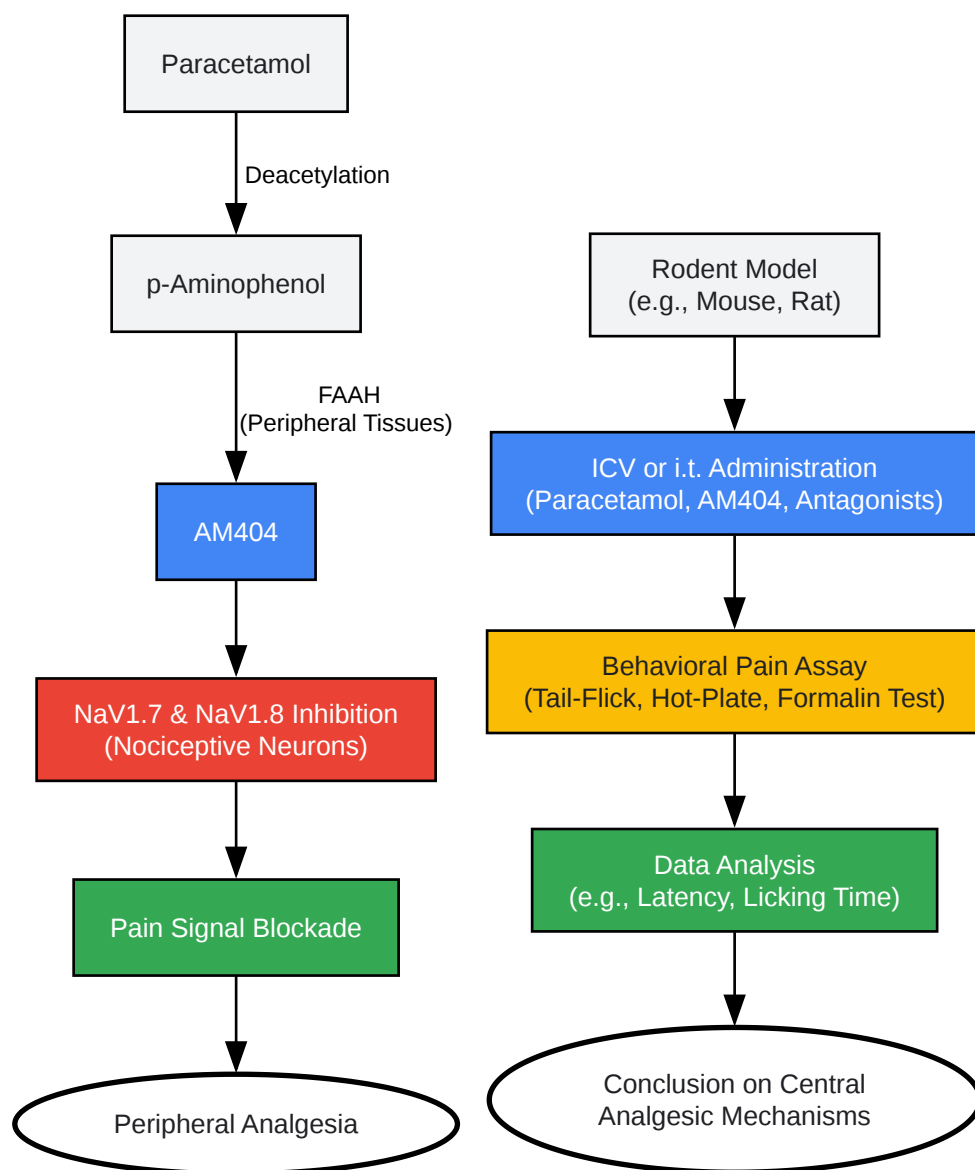 Paracetamol
Deacetylation
p-Aminophenol
FAAH
(Peripheral Tissues)
AM404
NaV1.7 & NaV1.8 Inhibition
(Nociceptive Neurons)
Pain Signal Blockade
Peripheral Analgesia
Rodent Model
(e.g., Mouse, Rat)
ICV or i.t. Administration
(Paracetamol, AM404, Antagonists)
Behavioral Pain Assay
(Tail-Flick, Hot-Plate, Formalin Test)
Data Analysis
(e.g., Latency, Licking Time)
Conclusion on Central
Analgesic Mechanisms